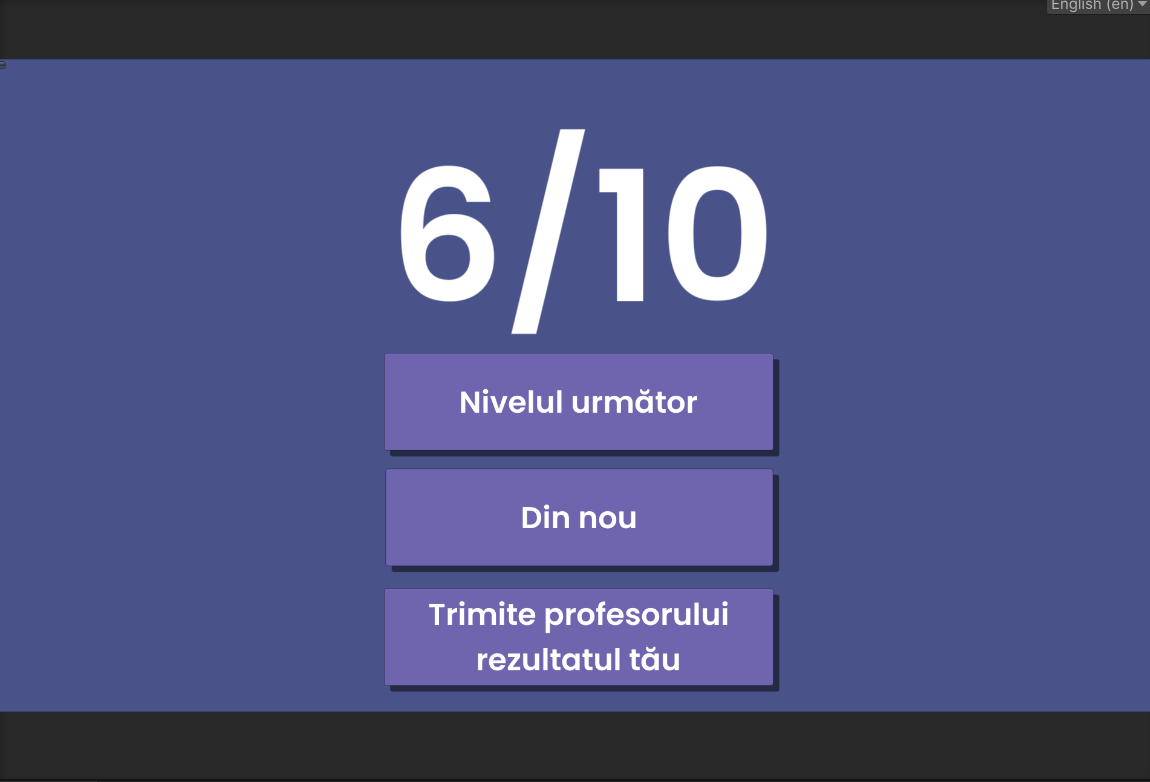 English (en)
6/10
Nivelul următor
Din nou
Trimite profesorului
rezultatul tău